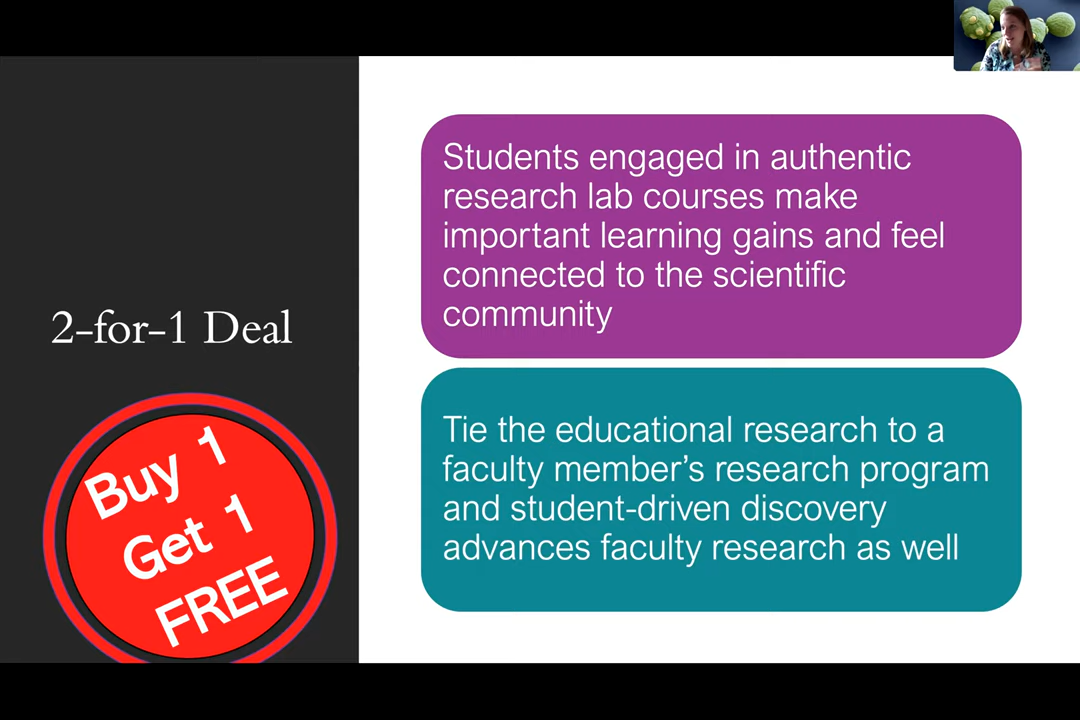 2-for-1 Deal
Buy 1
Get 1
FREE
Students engaged in authentic
research lab courses make
important learning gains and feel
connected to the scientific
community
Tie the educational research to a
faculty member’s research program
and student-driven discovery
advances faculty research as well